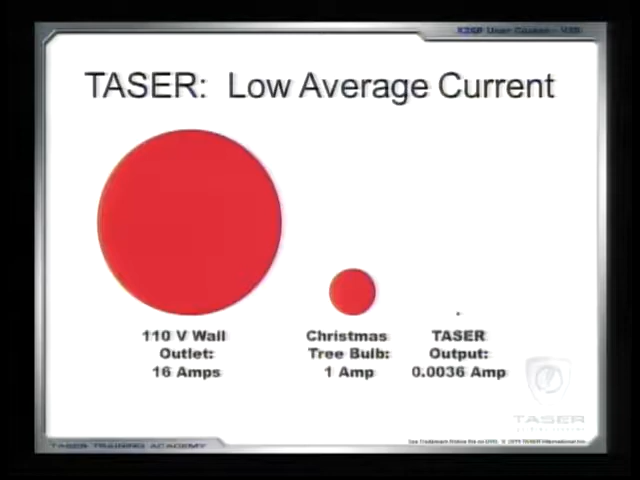 TASER: Low Average Current
110 V Wall
Outlet:
16 Amps
Christmas
Tree Bulb:
1 Amp
TASER
Output:
0.0036 Amp
TASER
TASER TRAINING ACADEMY